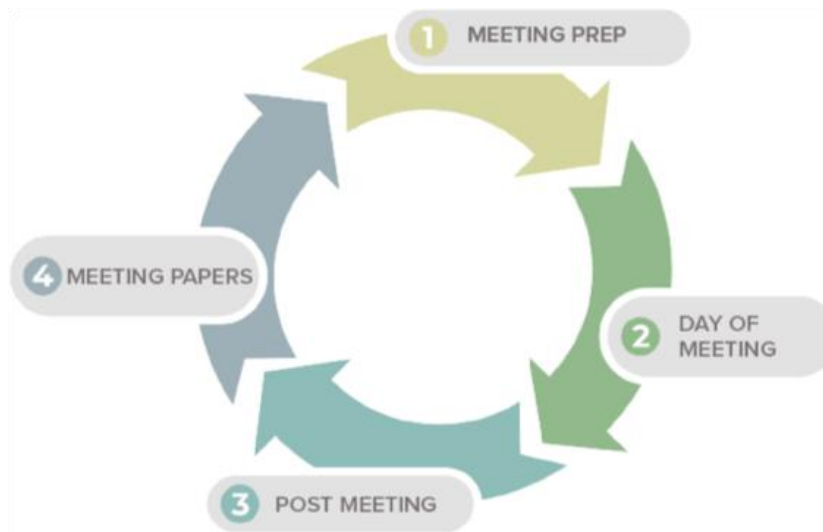 1 MEETING PREP
2 DAY OF
MEETING
3 POST MEETING
4 MEETING PAPERS